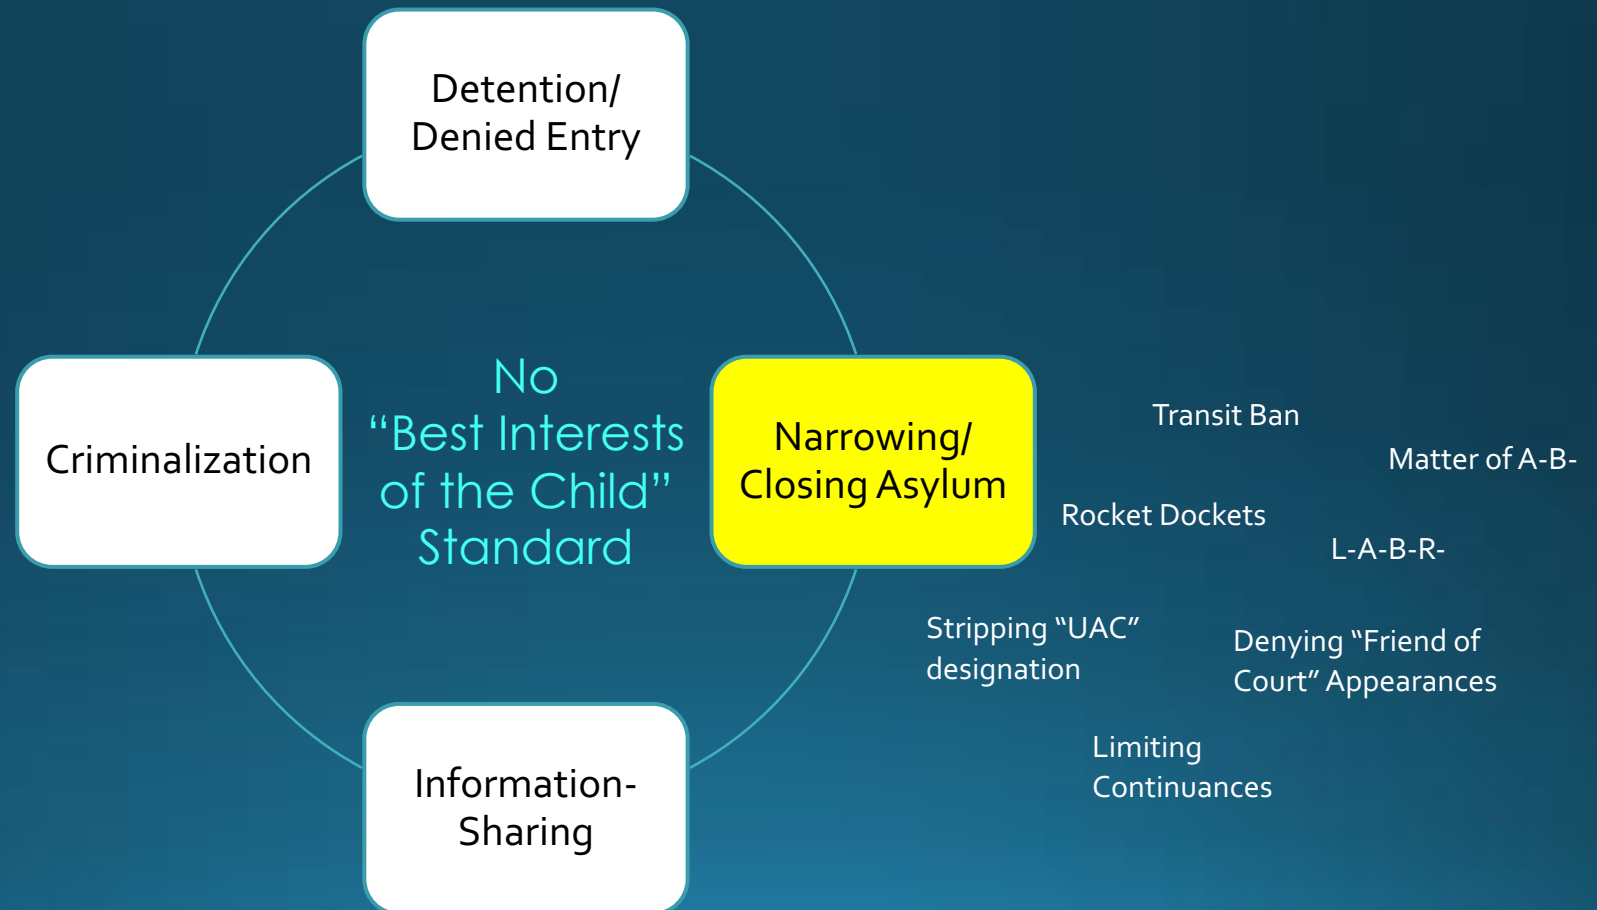 Detention/
Denied Entry
No
“Best Interests
of the Child”
Standard
Criminalization
Narrowing/
Closing Asylum
Transit Ban
Matter of A-B-
Rocket Dockets
L-A-B-R-
Stripping “UAC”
designation
Denying “Friend of
Court” Appearances
Limiting
Continuances
Information-
Sharing